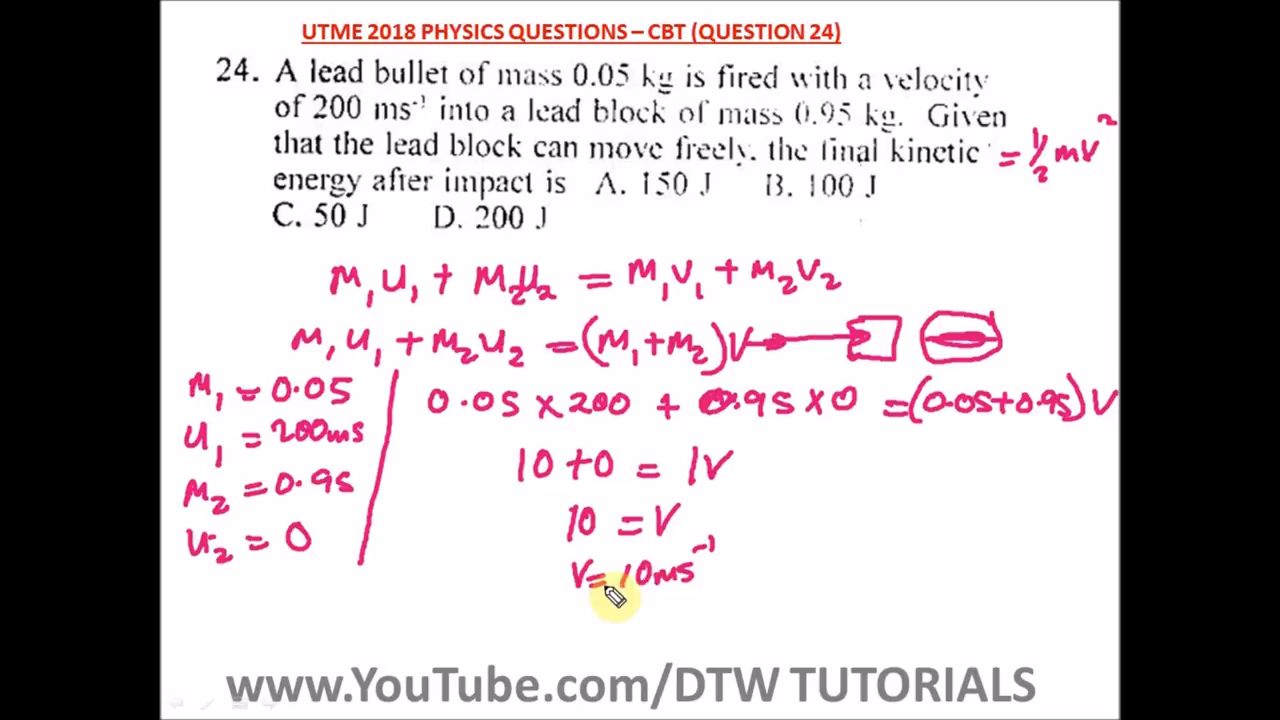 UTME 2018 PHYSICS QUESTIONS – CBT (QUESTION 24)
24. A lead bullet of mass 0.05 kg is fired with a velocity
of 200 ms⁻¹ into a lead block of mass 0.95 kg. Given
that the lead block can move freely, the final kinetic = ½mv²
energy after impact is A. 150 J B. 100 J
C. 50 J D. 200 J
M₁U₁ + M₂U₂ = M₁V₁ + M₂V₂
M₁U₁ + M₂U₂ = (M₁+M₂)V
M₁ = 0.05
0.05 × 200 + 0.95 × 0 = (0.05+0.95)V
U₁ = 200ms
10 + 0 = 1V
M₂ = 0.95
10 = V
U₂ = 0
V = 10ms⁻¹
www.YouTube.com/DTW TUTORIALS